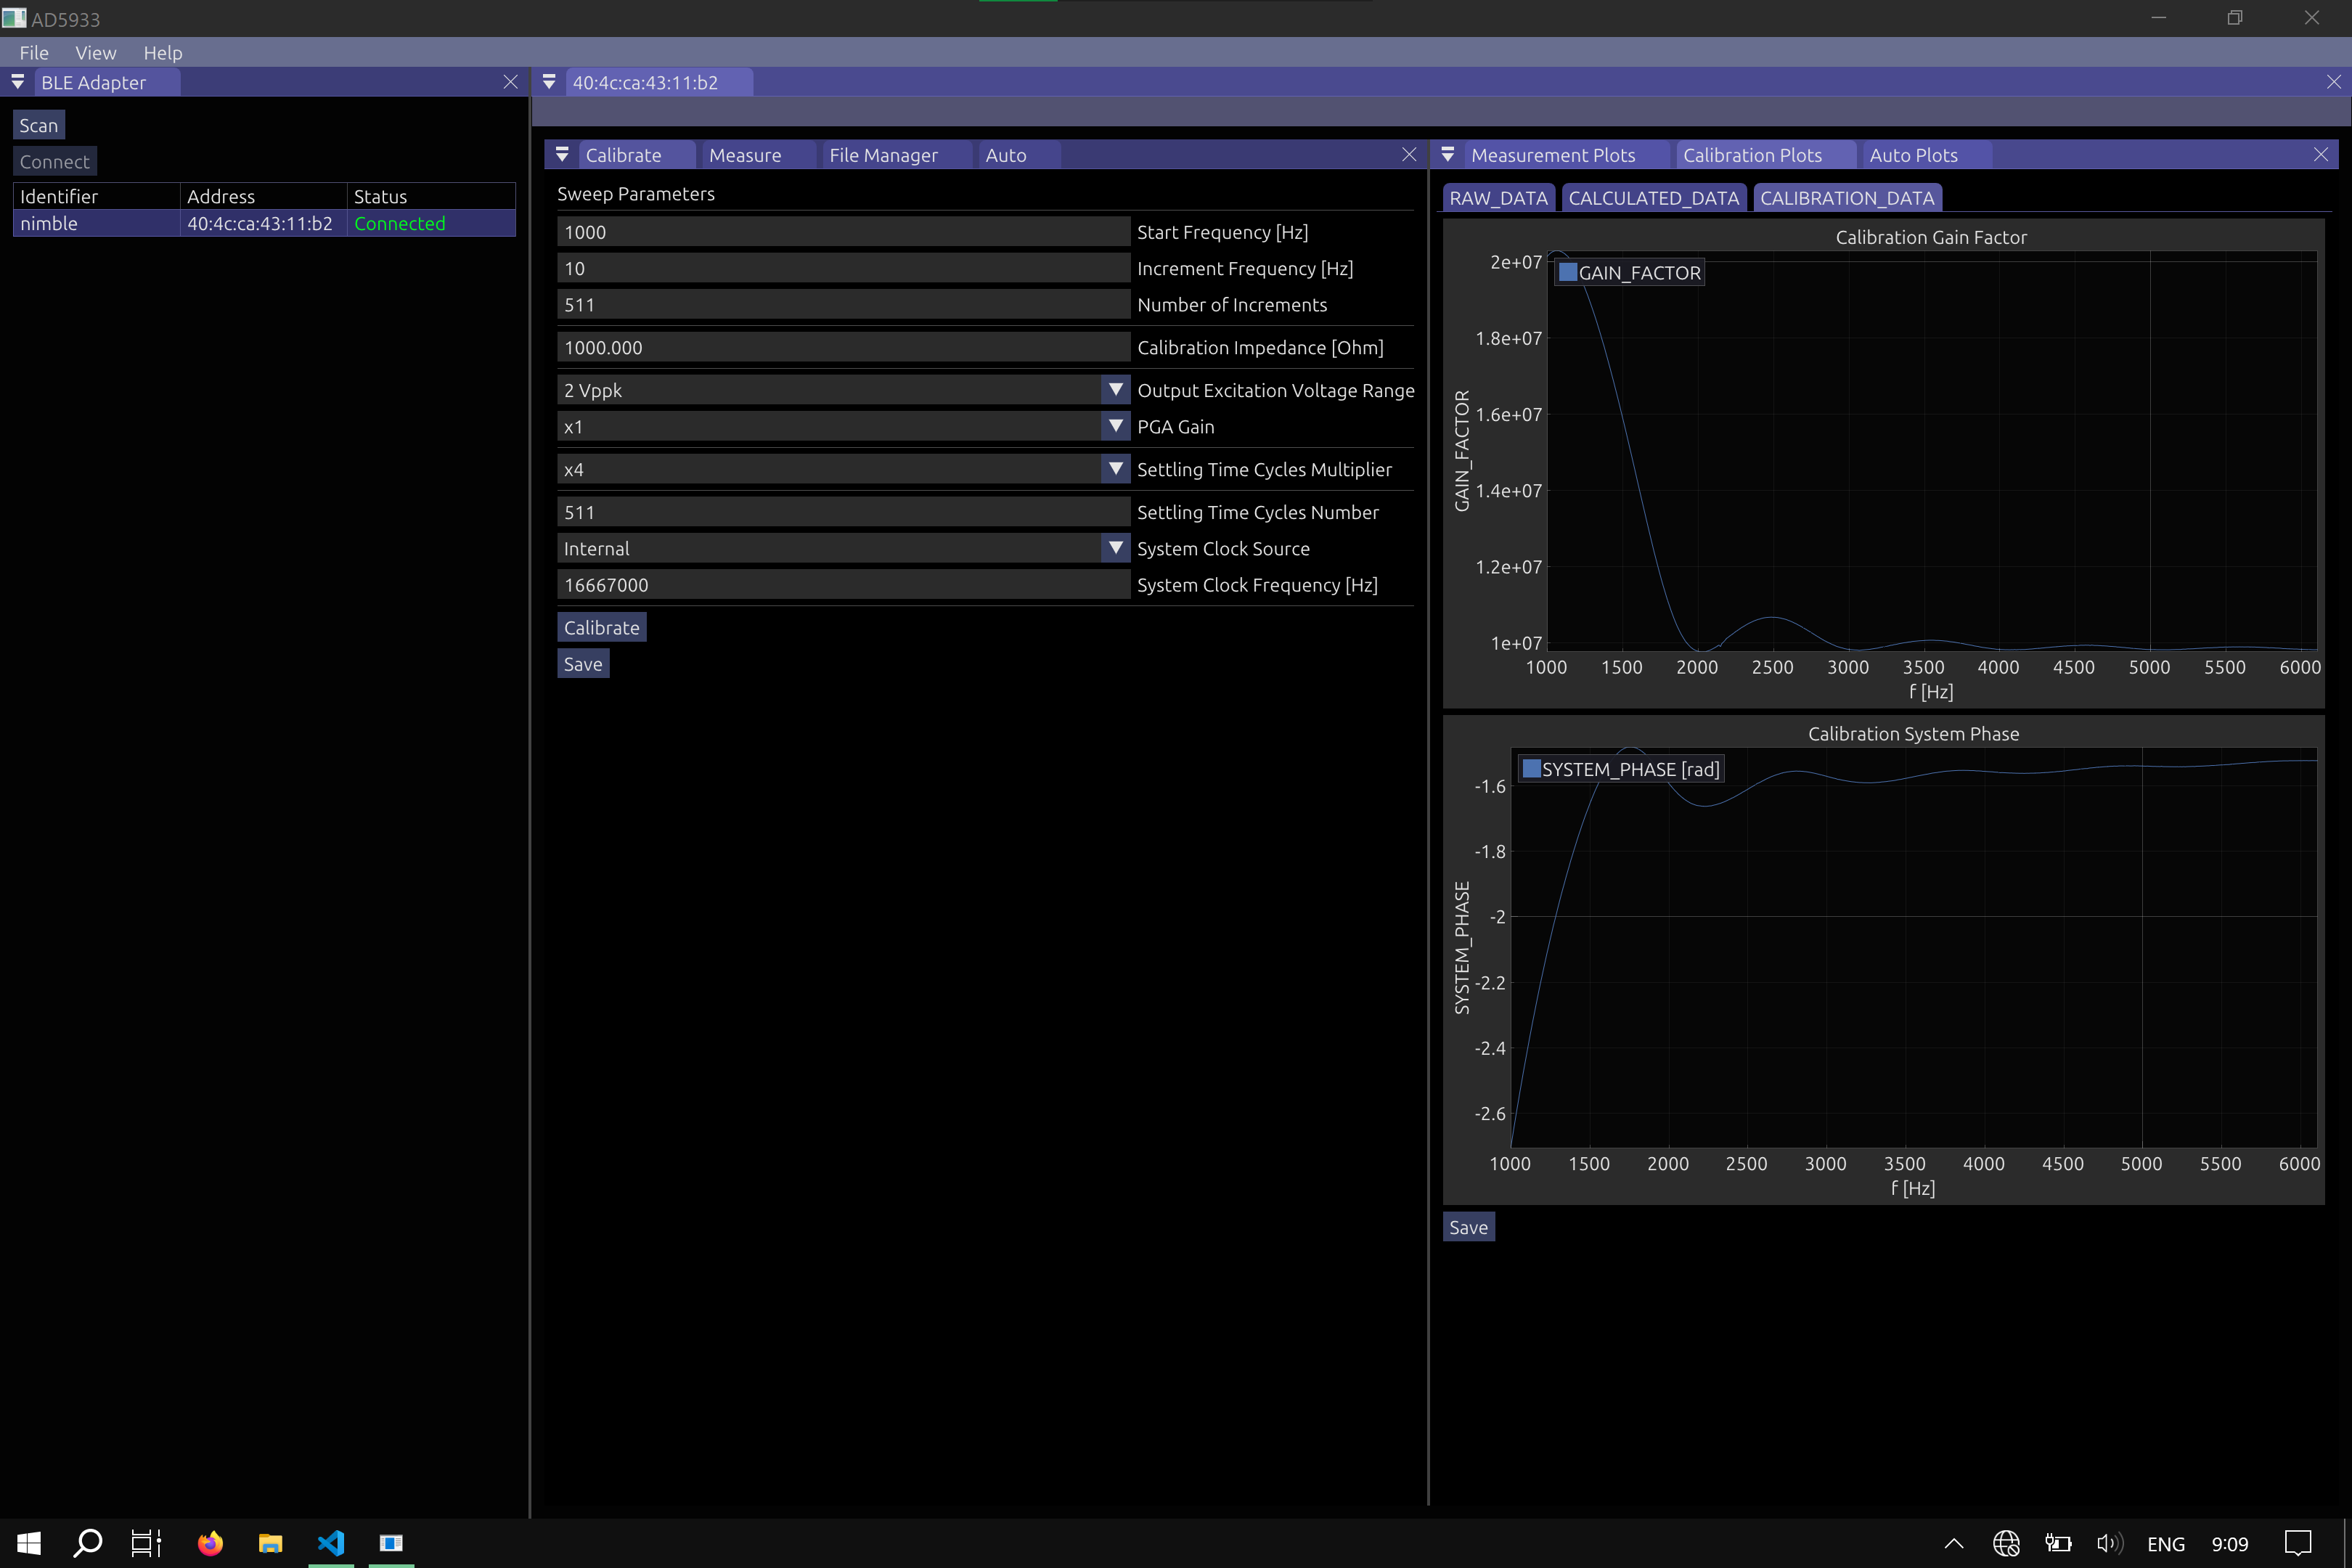 AD5933
File View Help
BLE Adapter
Scan
Connect
Identifier Address Status
nimble 40:4c:ca:43:11:b2 Connected
40:4c:ca:43:11:b2
Calibrate Measure File Manager Auto
Sweep Parameters
1000 Start Frequency [Hz]
10 Increment Frequency [Hz]
511 Number of Increments
1000.000 Calibration Impedance [Ohm]
2 Vppk Output Excitation Voltage Range
x1 PGA Gain
x4 Settling Time Cycles Multiplier
511 Settling Time Cycles Number
Internal System Clock Source
16667000 System Clock Frequency [Hz]
Calibrate
Save
Measurement Plots Calibration Plots Auto Plots
RAW_DATA CALCULATED_DATA CALIBRATION_DATA
Calibration Gain Factor
GAIN_FACTOR
GAIN_FACTOR
2e+07
1.8e+07
1.6e+07
1.4e+07
1.2e+07
1e+07
1000 1500 2000 2500 3000 3500 4000 4500 5000 5500 6000
f [Hz]
Calibration System Phase
SYSTEM_PHASE [rad]
SYSTEM_PHASE
-1.6
-1.8
-2
-2.2
-2.4
-2.6
1000 1500 2000 2500 3000 3500 4000 4500 5000 5500 6000
f [Hz]
Save
ENG 9:09